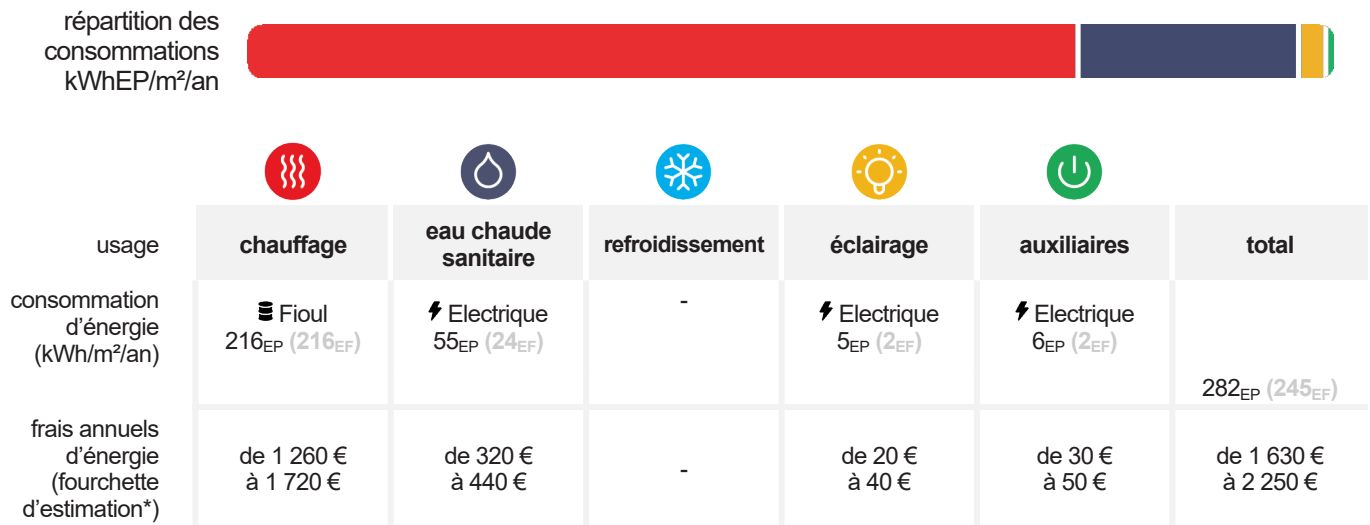 répartition des
consommations
kWhEP/m²/an
usage
chauffage
eau chaude
sanitaire
refroidissement
éclairage
auxiliaires
total
consommation
d’énergie
(kWh/m²/an)
Fioul
216EP (216EF)
Electrique
55EP (24EF)
-
Electrique
5EP (2EF)
Electrique
6EP (2EF)
282EP (245EF)
frais annuels
d’énergie
(fourchette
d’estimation*)
de 1 260 €
à 1 720 €
de 320 €
à 440 €
-
de 20 €
à 40 €
de 30 €
à 50 €
de 1 630 €
à 2 250 €